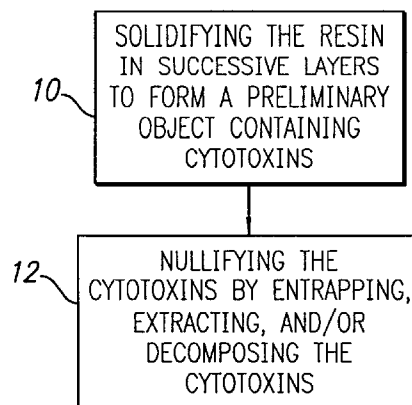 10
SOLIDIFYING THE RESIN
IN SUCCESSIVE LAYERS
TO FORM A PRELIMINARY
OBJECT CONTAINING
CYTOTOXINS
12
NULLIFYING THE
CYTOTOXINS BY ENTRAPPING,
EXTRACTING, AND/OR
DECOMPOSING THE
CYTOTOXINS